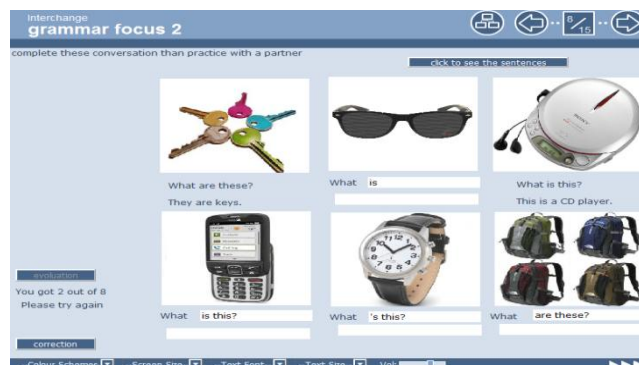 Interchange
grammar focus 2
8/15
complete these conversation than practice with a partner
click to see the sentences
What are these?
They are keys.
What is
What is this?
This is a CD player.
evaluation
You got 2 out of 8
Please try again
What is this?
What 's this?
What are these?
correction
Colour Schemes Screen Size Text Font Text Size Vol: